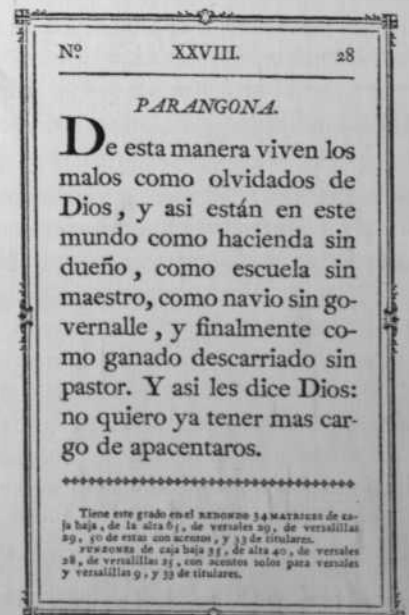 Nº XXVIII. 28
PARANGONA.
De esta manera viven los
malos como olvidados de
Dios, y asi están en este
mundo como hacienda sin
dueño, como escuela sin
maestro, como navio sin go-
vernalle, y finalmente co-
mo ganado descarriado sin
pastor. Y asi les dice Dios:
no quiero ya tener mas car-
go de apacentaros.
Tiene este grado en el REDONDO 34 MATRICES de ca-
ja baja, de la alta 65, de versales 29, de versalillas
29, 50 de estas con acentos, y 33 de titulares.
PUNZONES de caja baja 35, de alta 40, de versales
28, de versalillas 25, con acentos solos para versales
y versalillas 9, y 33 de titulares.